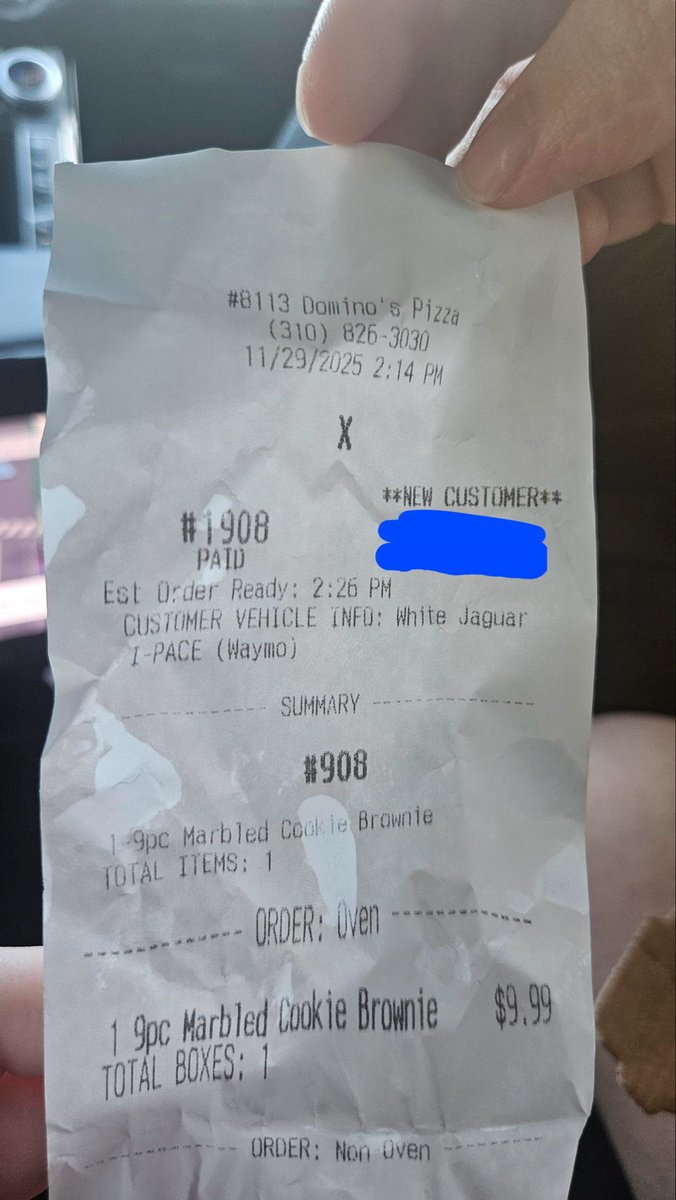 #8113 Domino's Pizza
(310) 826-3030
11/29/2025 2:14 PM
X
**NEW CUSTOMER**
#1908
PAID
Est Order Ready: 2:26 PM
CUSTOMER VEHICLE INFO: White Jaguar
I-PACE (Waymo)
SUMMARY
#908
1 9pc Marbled Cookie Brownie
TOTAL ITEMS: 1
ORDER: Oven
1 9pc Marbled Cookie Brownie $9.99
TOTAL BOXES: 1
ORDER: Non Oven